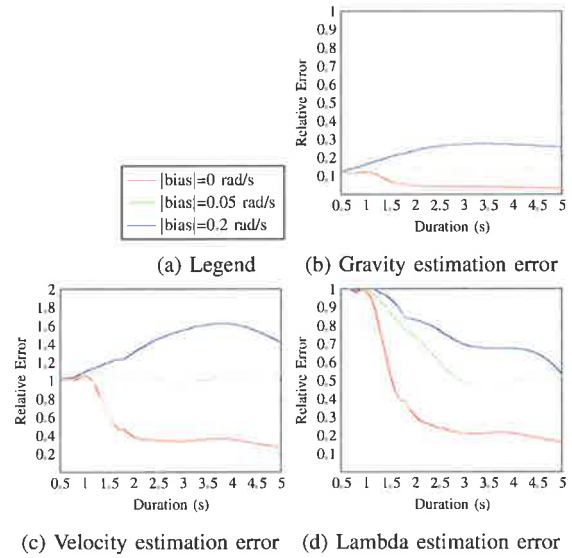 1
0.9
0.8
0.7
0.6
0.5
0.4
0.3
0.2
0.1
Relative Error
0.5 1 1.5 2 2.5 3 3.5 4 4.5 5
Duration (s)
|bias|=0 rad/s
|bias|=0.05 rad/s
|bias|=0.2 rad/s
(a) Legend
(b) Gravity estimation error
2
1.8
1.6
1.4
1.2
1
0.8
0.6
0.4
0.2
Relative Error
0.5 1 1.5 2 2.5 3 3.5 4 4.5 5
Duration (s)
1
0.9
0.8
0.7
0.6
0.5
0.4
0.3
0.2
0.1
Relative Error
0.5 1 1.5 2 2.5 3 3.5 4 4.5 5
Duration (s)
(c) Velocity estimation error
(d) Lambda estimation error